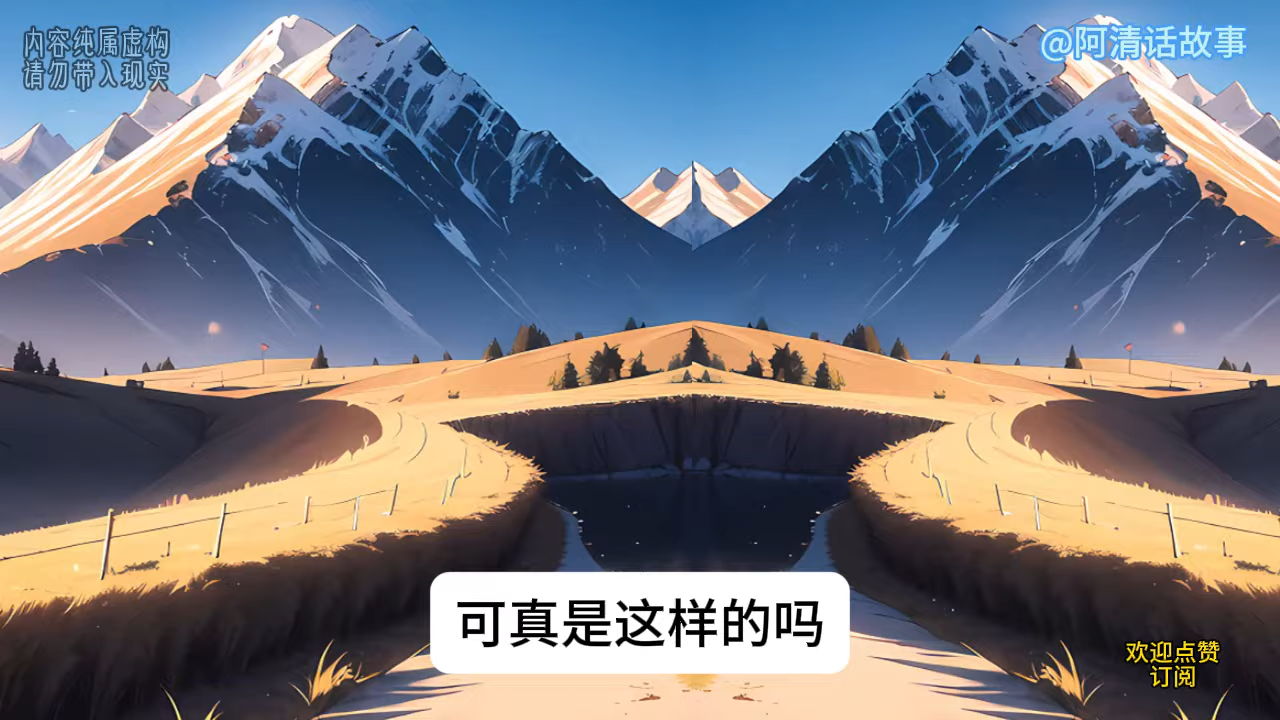 内容纯属虚构
请勿带入现实
@阿清话故事
可真是这样的吗
欢迎点赞
订阅